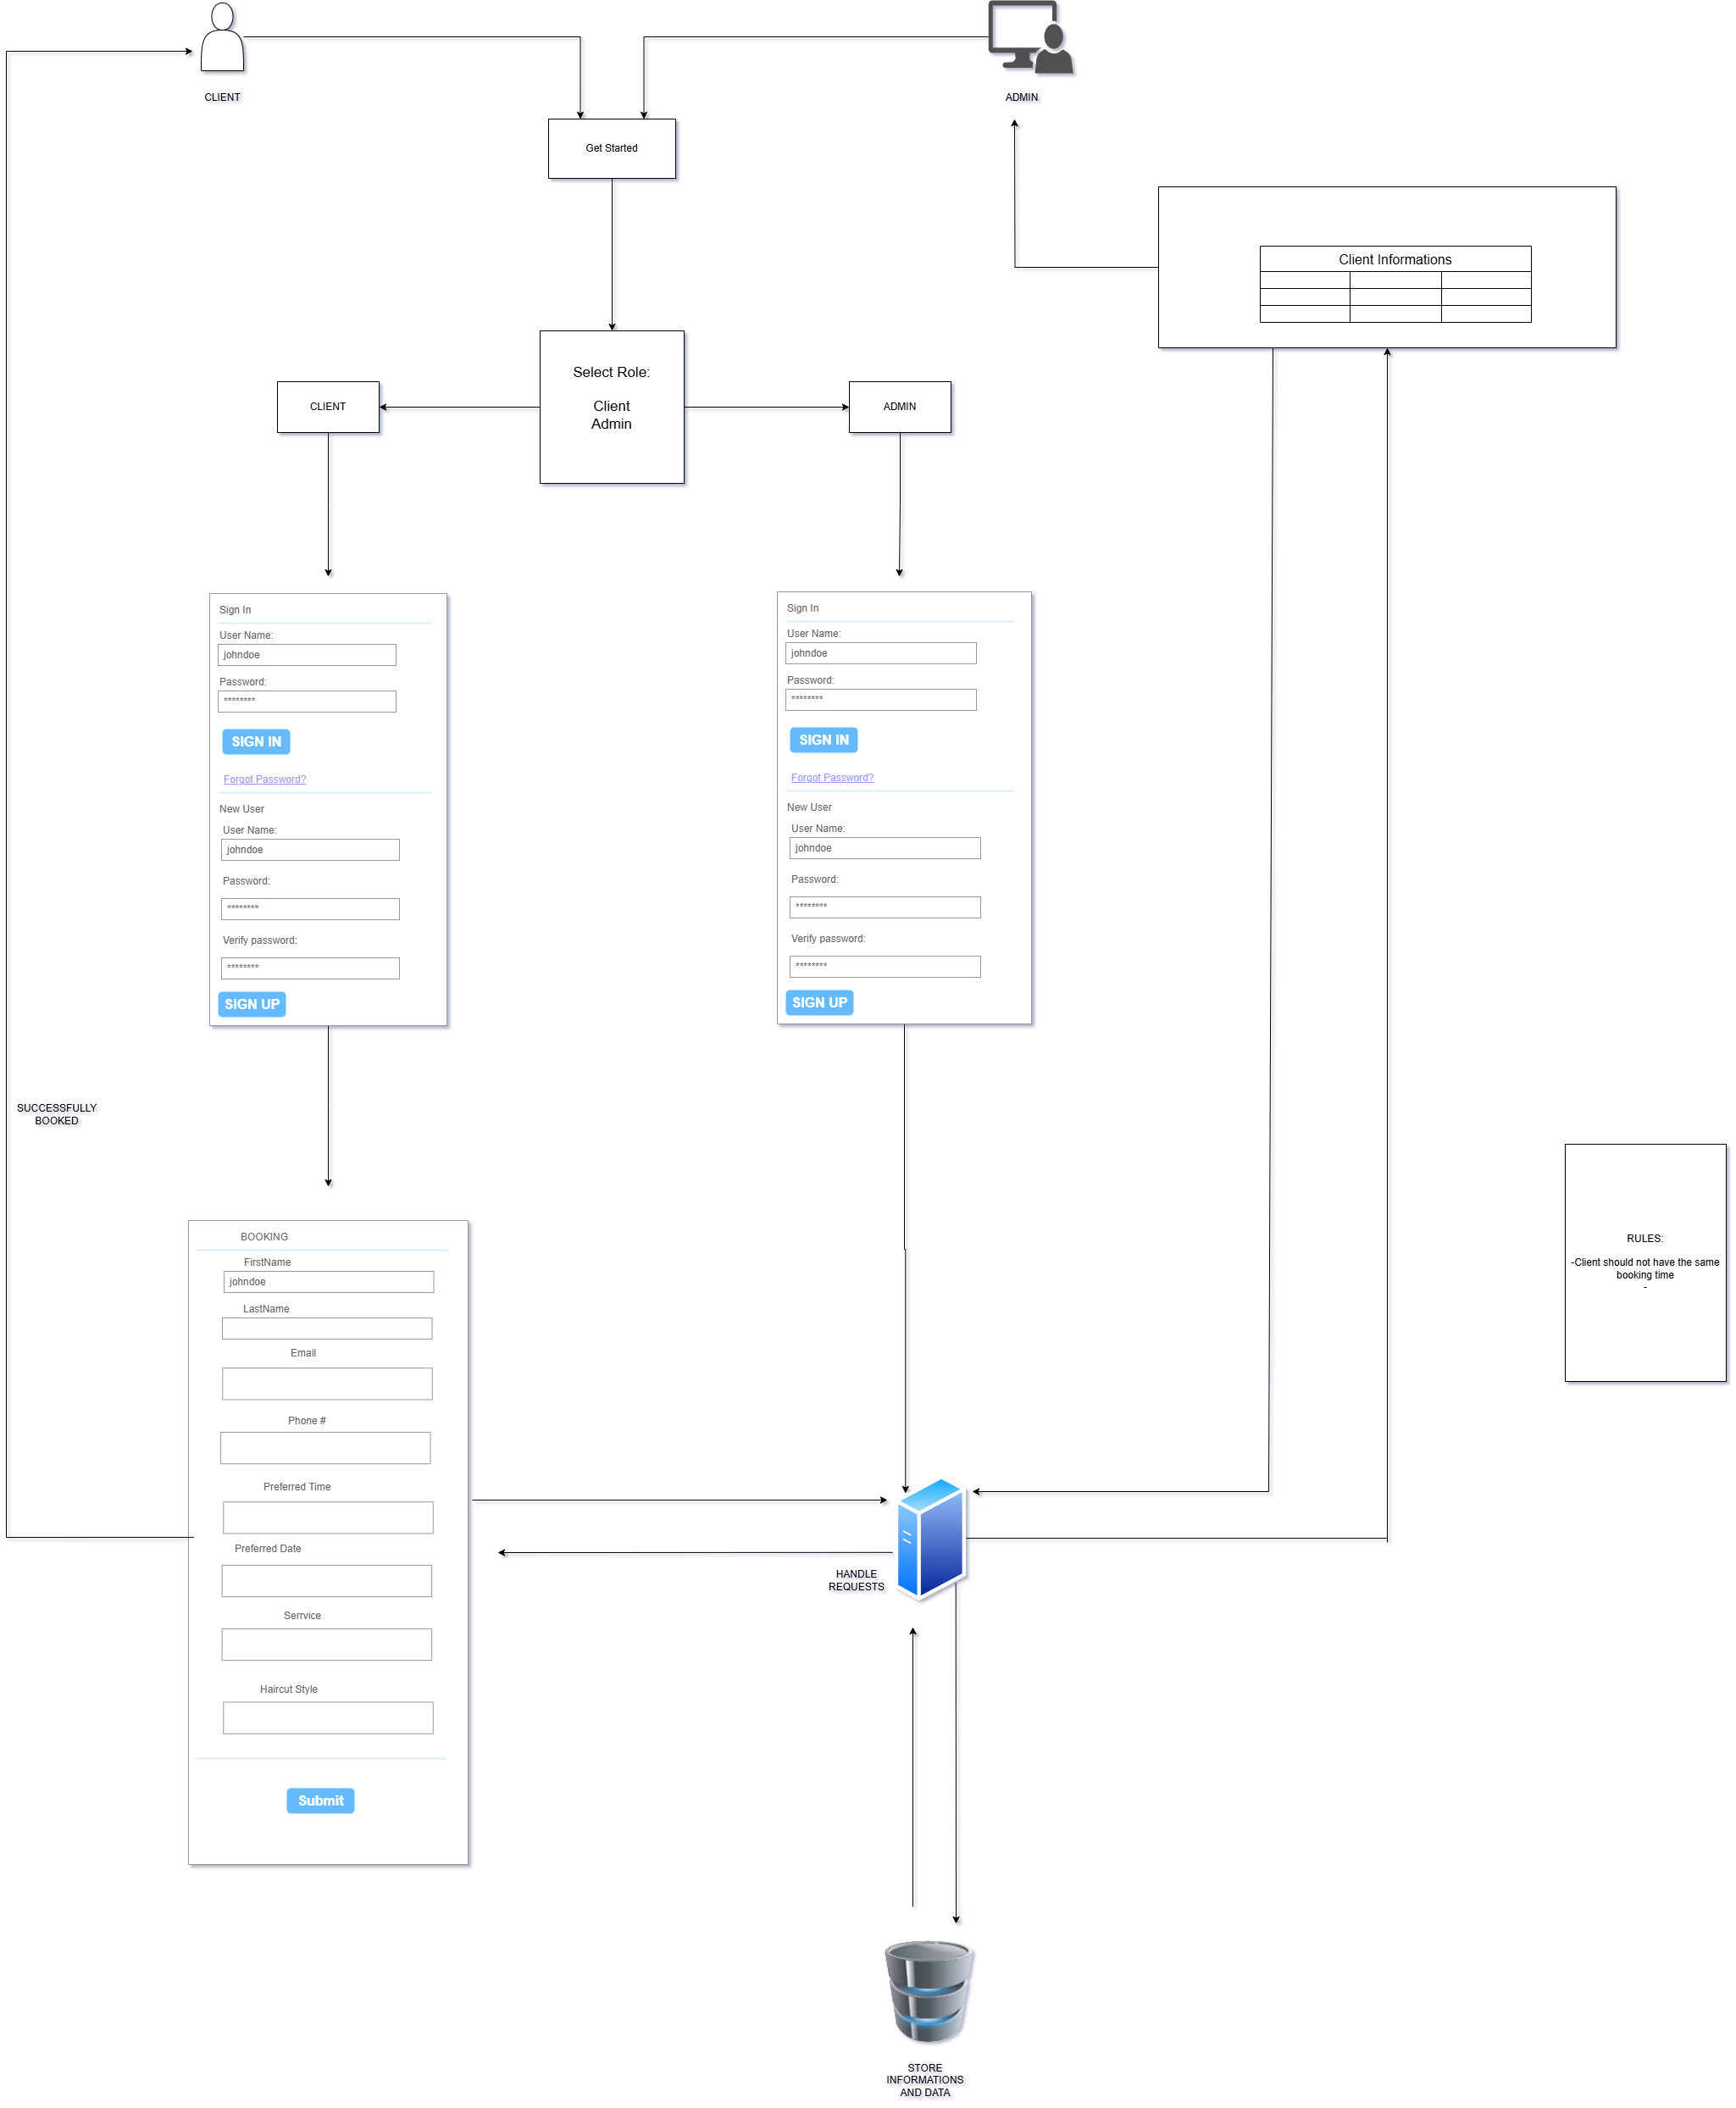 CLIENT
ADMIN
Get Started
Client Informations
Select Role:
Client
Admin
CLIENT
ADMIN
Sign In
User Name:
johndoe
Password:
********
SIGN IN
Forgot Password?
New User
User Name:
johndoe
Password:
********
Verify password:
********
SIGN UP
Sign In
User Name:
johndoe
Password:
********
SIGN IN
Forgot Password?
New User
User Name:
johndoe
Password:
********
Verify password:
********
SIGN UP
SUCCESSFULLY
BOOKED
RULES:
-Client should not have the same
booking time
-
BOOKING
FirstName
johndoe
LastName
Email
Phone #
Preferred Time
Preferred Date
Serrvice
Haircut Style
Submit
HANDLE
REQUESTS
STORE
INFORMATIONS
AND DATA